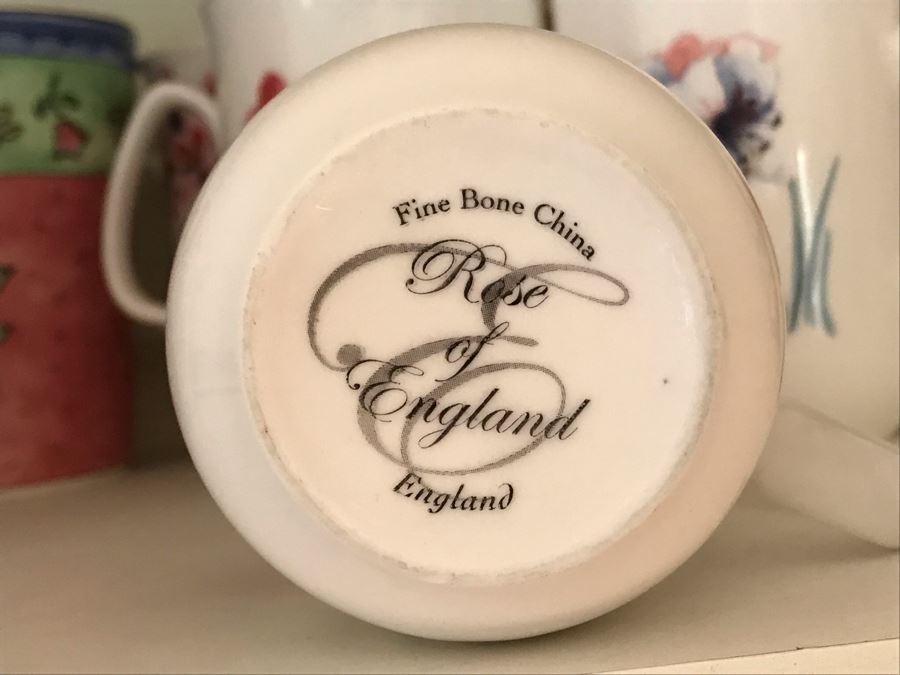 Fine Bone China
Rose
of
England
England